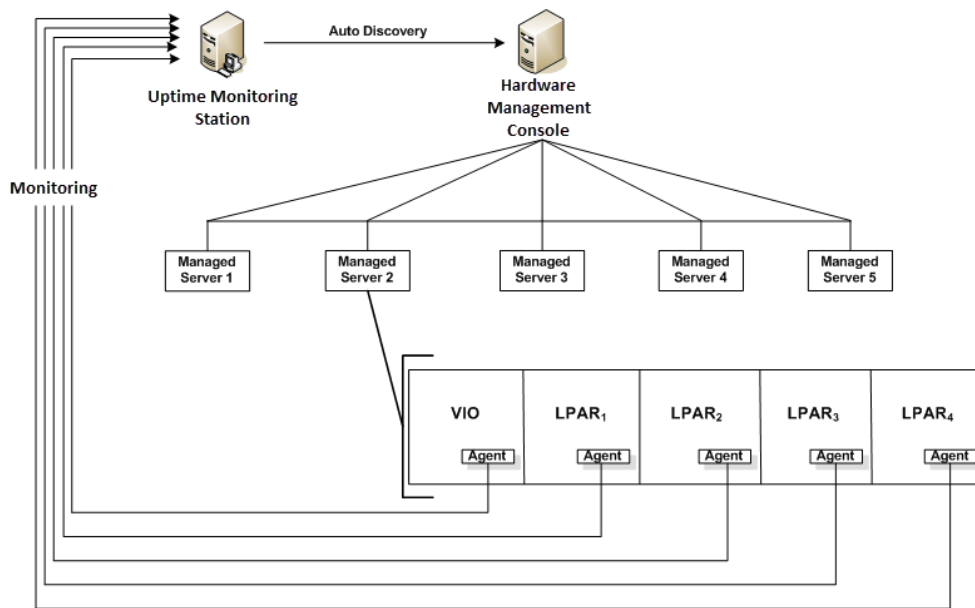 Auto Discovery
Uptime Monitoring
Station
Hardware
Management
Console
Monitoring
Managed
Server 1
Managed
Server 2
Managed
Server 3
Managed
Server 4
Managed
Server 5
VIO
LPAR₁
LPAR₂
LPAR₃
LPAR₄
Agent
Agent
Agent
Agent
Agent